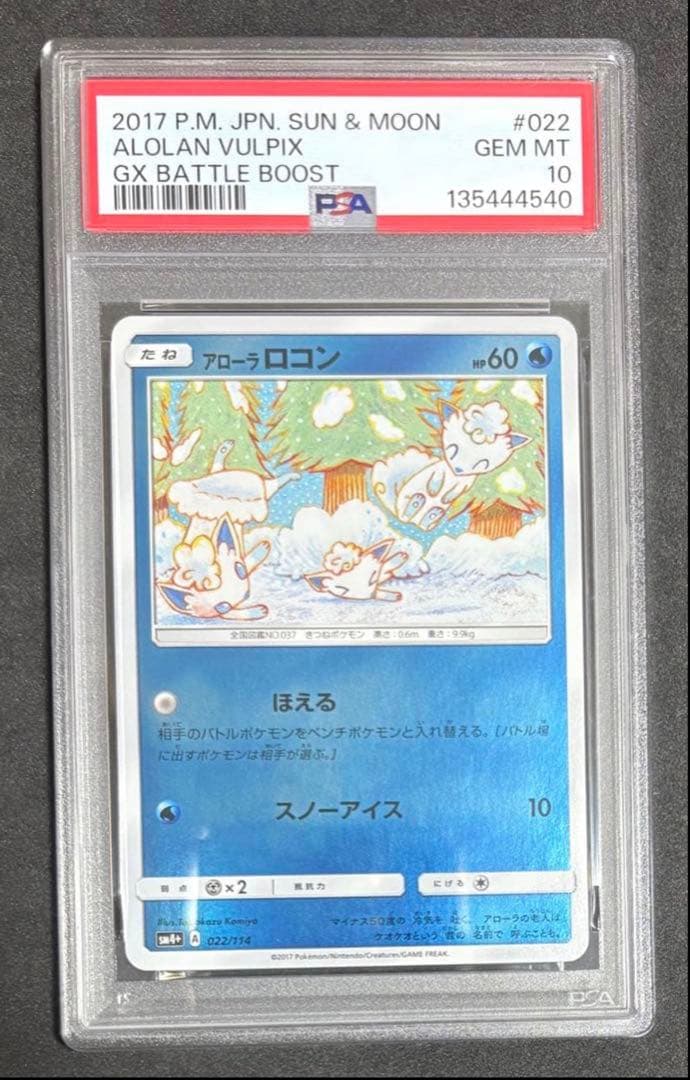 2017 P.M. JPN. SUN & MOON #022
ALOLAN VULPIX GEM MT
GX BATTLE BOOST 10
PSA 135444540
たね アローラ ロコン HP 60
全国図鑑NO.037 きつねポケモン 高さ:0.6m 重さ:9.9kg
ほえる
相手のバトルポケモンをベンチポケモンと入れ替える。[バトル場
に出すポケモンは相手が選ぶ。]
スノーアイス 10
弱点 ×2 抵抗力 にげる
Illus. Tomokazu Komiya
マイナス50度の 冷気を 吐く。 アローラの老人は
ケオケオという 昔の 名前で 呼ぶことも。
SM4+ A 022/114
©2017 Pokémon/Nintendo/Creatures/GAME FREAK.
PSA